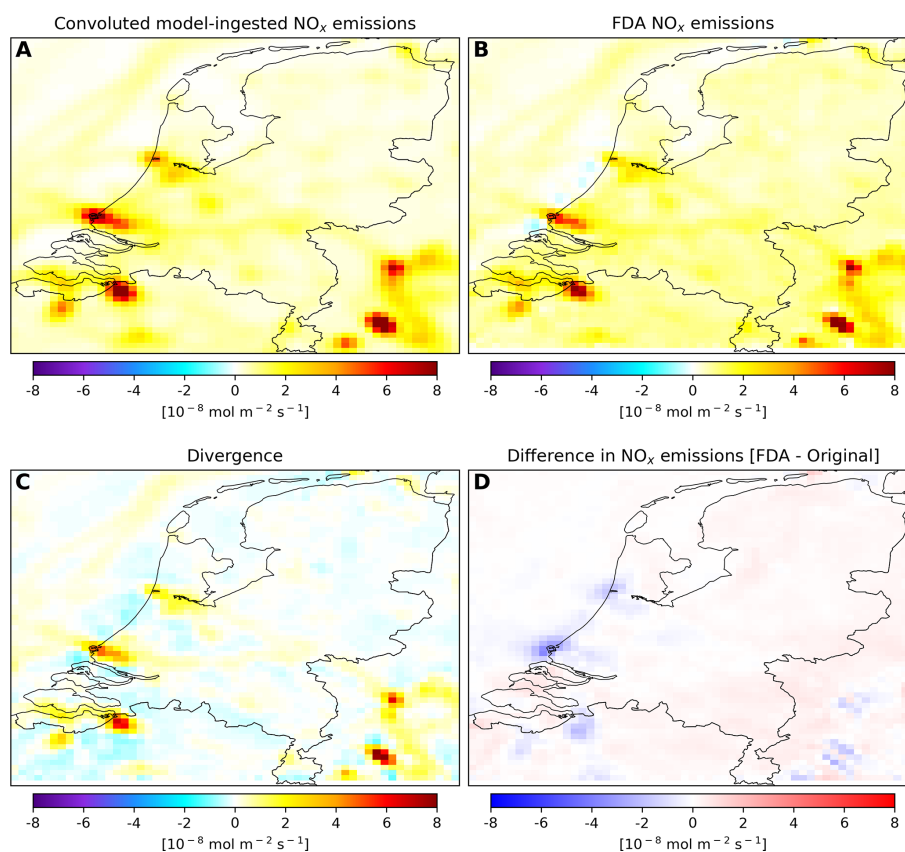 Convoluted model-ingested NOₓ emissions
FDA NOₓ emissions
A
B
-8 -6 -4 -2 0 2 4 6 8
-8 -6 -4 -2 0 2 4 6 8
[10⁻⁸ mol m⁻² s⁻¹]
[10⁻⁸ mol m⁻² s⁻¹]
Divergence
Difference in NOₓ emissions [FDA - Original]
C
D
-8 -6 -4 -2 0 2 4 6 8
-8 -6 -4 -2 0 2 4 6 8
[10⁻⁸ mol m⁻² s⁻¹]
[10⁻⁸ mol m⁻² s⁻¹]